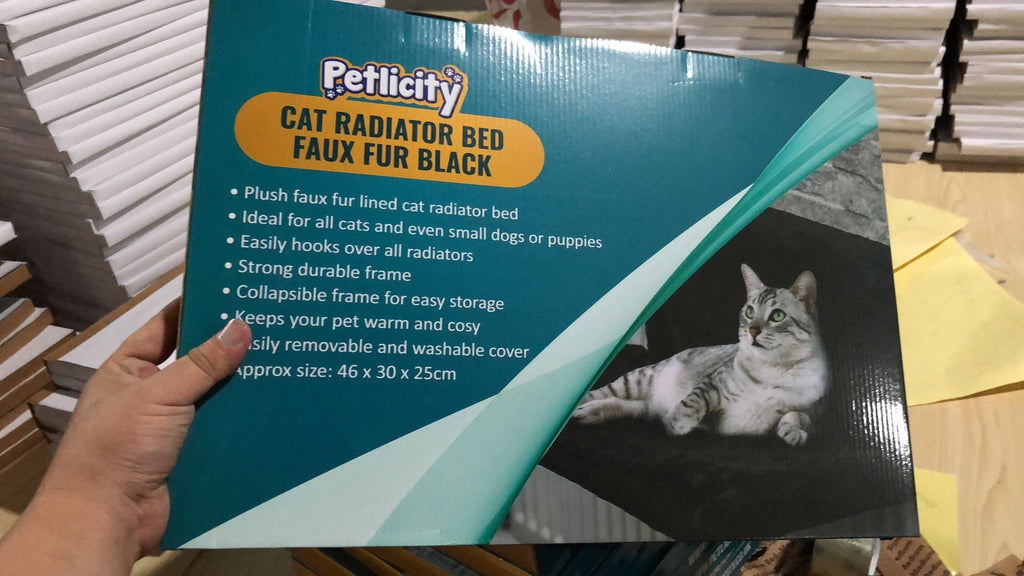 Petlicity
CAT RADIATOR BED
FAUX FUR BLACK
• Plush faux fur lined cat radiator bed
• Ideal for all cats and even small dogs or puppies
• Easily hooks over all radiators
• Strong durable frame
• Collapsible frame for easy storage
• Keeps your pet warm and cosy
asily removable and washable cover
Approx size: 46 x 30 x 25cm